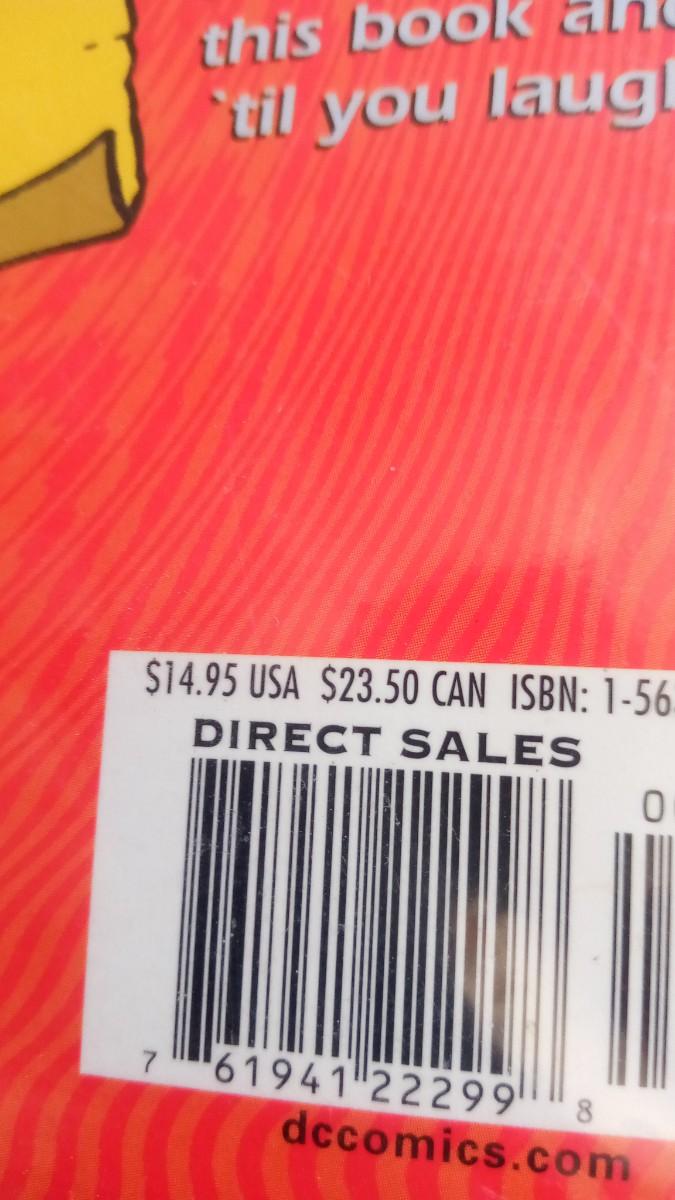 this book and
'til you laugh
$14.95 USA $23.50 CAN ISBN: 1-56
DIRECT SALES
7 61941 22299 8
dccomics.com